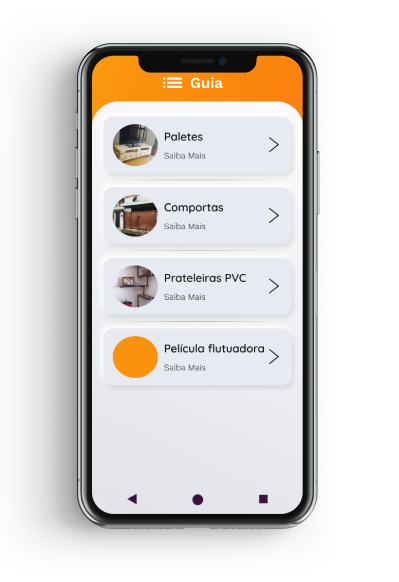 Guia
Paletes
Saiba Mais
Comportas
Saiba Mais
Prateleiras PVC
Saiba Mais
Película flutuadora
Saiba Mais